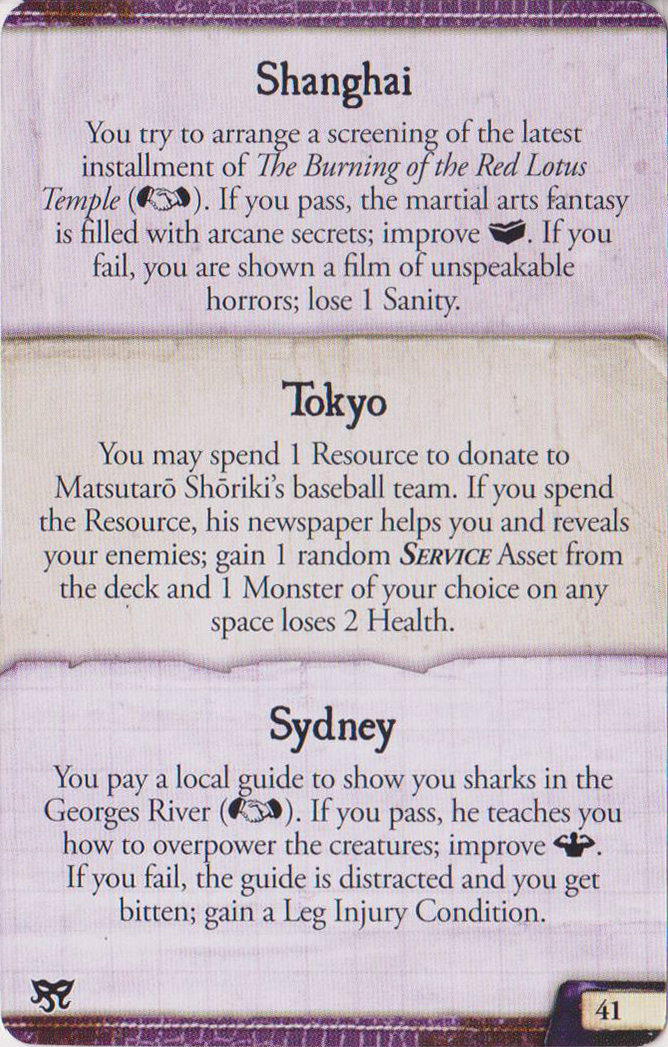 Shanghai
You try to arrange a screening of the latest
installment of The Burning of the Red Lotus
Temple (). If you pass, the martial arts fantasy
is filled with arcane secrets; improve . If you
fail, you are shown a film of unspeakable
horrors; lose 1 Sanity.
Tokyo
You may spend 1 Resource to donate to
Matsutarō Shōriki's baseball team. If you spend
the Resource, his newspaper helps you and reveals
your enemies; gain 1 random SERVICE Asset from
the deck and 1 Monster of your choice on any
space loses 2 Health.
Sydney
You pay a local guide to show you sharks in the
Georges River (). If you pass, he teaches you
how to overpower the creatures; improve .
If you fail, the guide is distracted and you get
bitten; gain a Leg Injury Condition.
41